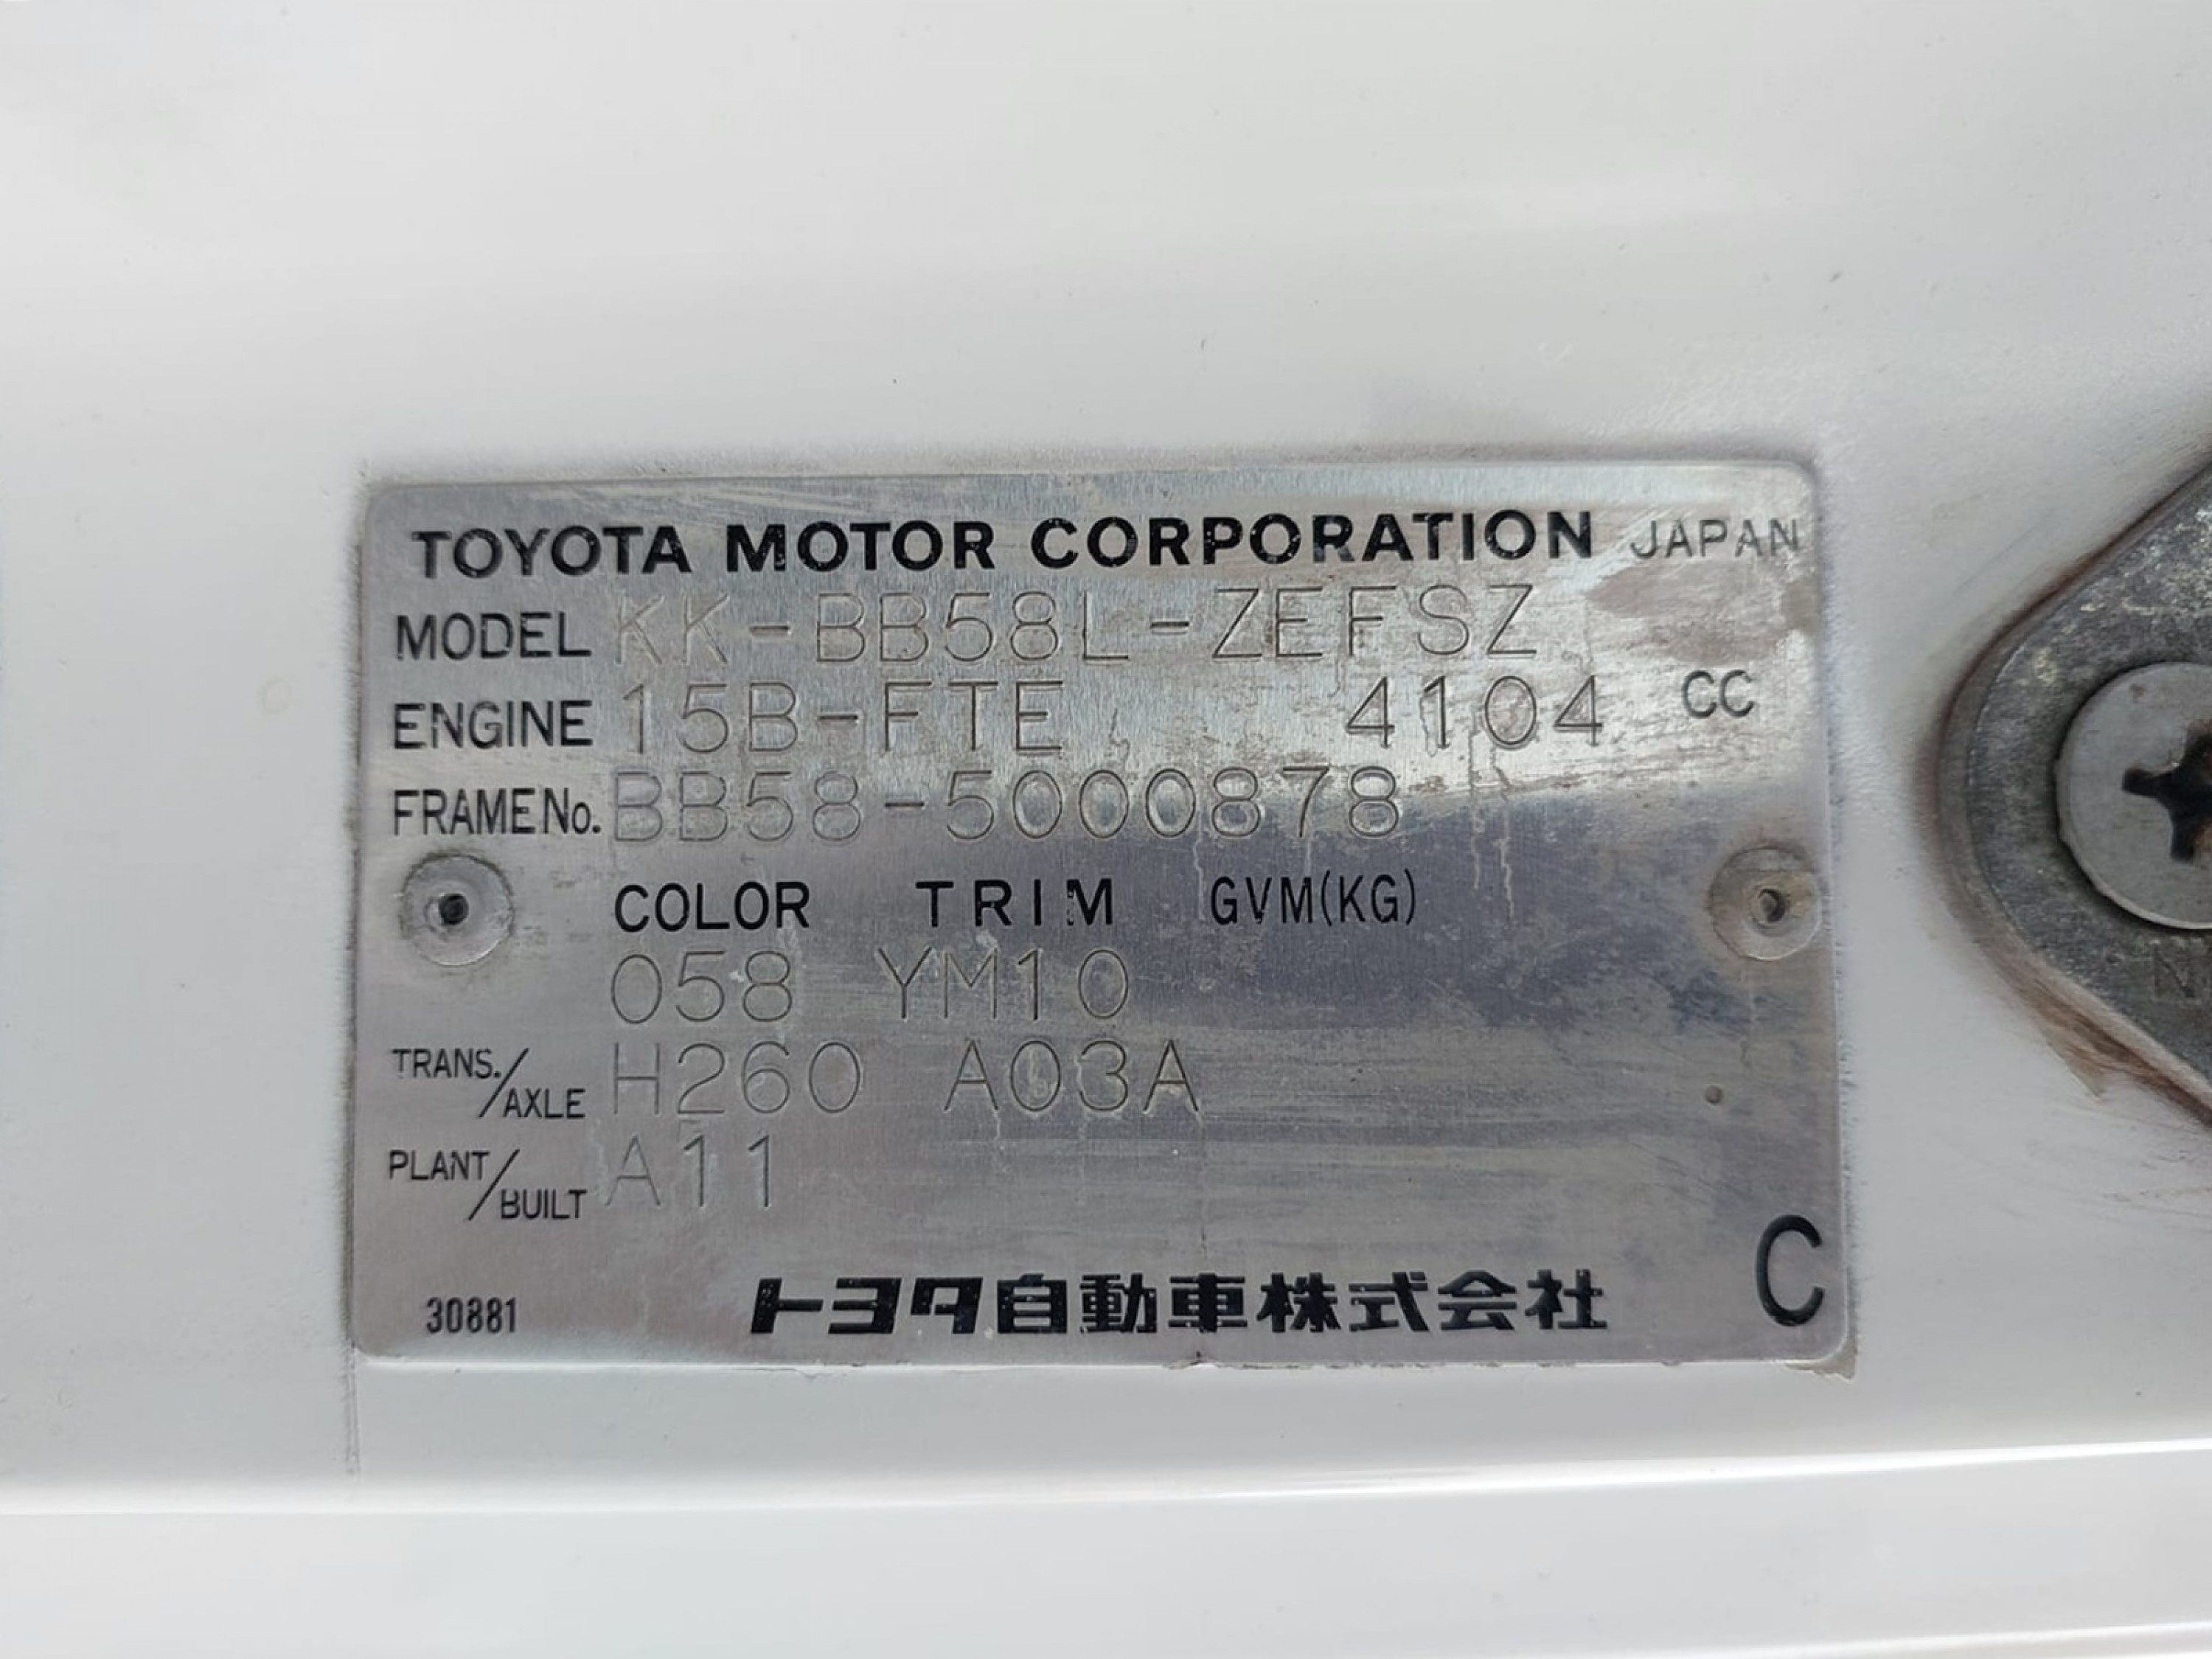 TOYOTA MOTOR CORPORATION JAPAN
MODEL KK-BB58L-ZEFSZ
ENGINE 15B-FTE 4104 CC
FRAME No. BB58-5000878
COLOR TRIM GVM(KG)
058 YM10
TRANS./AXLE H260 A03A
PLANT/BUILT A11
C
30881 トヨタ自動車株式会社